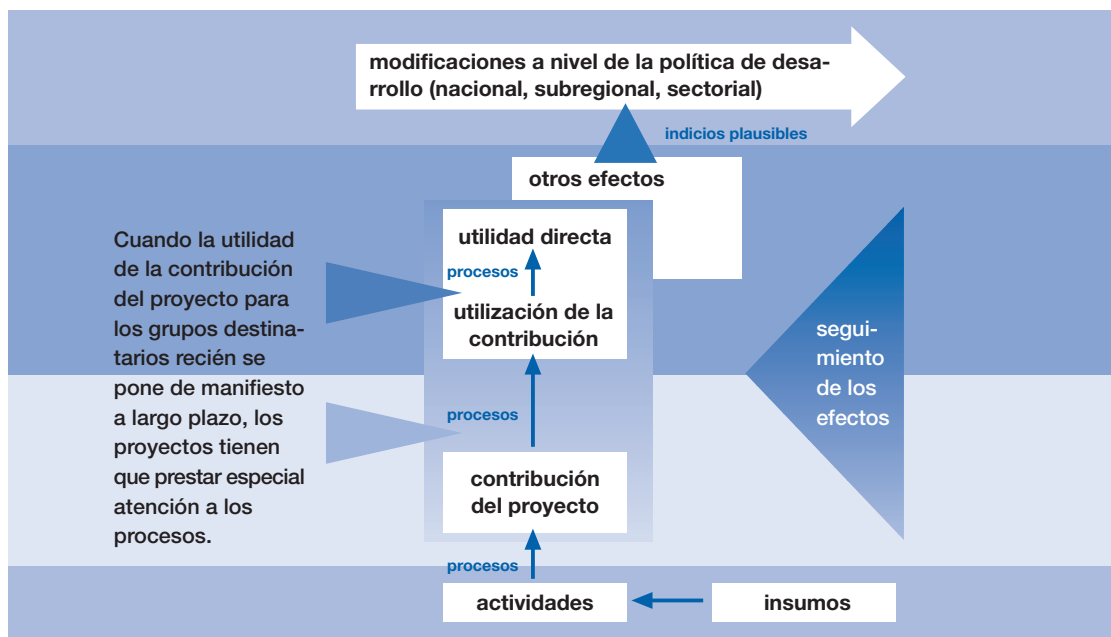 modificaciones a nivel de la política de desa-
rrollo (nacional, subregional, sectorial)
indicios plausibles
otros efectos
Cuando la utilidad
de la contribución
del proyecto para
los grupos destina-
tarios recién se
pone de manifiesto
a largo plazo, los
proyectos tienen
que prestar especial
atención a los
procesos.
utilidad directa
procesos
utilización de la
contribución
procesos
contribución
del proyecto
procesos
actividades
insumos
segui-
miento
de los
efectos